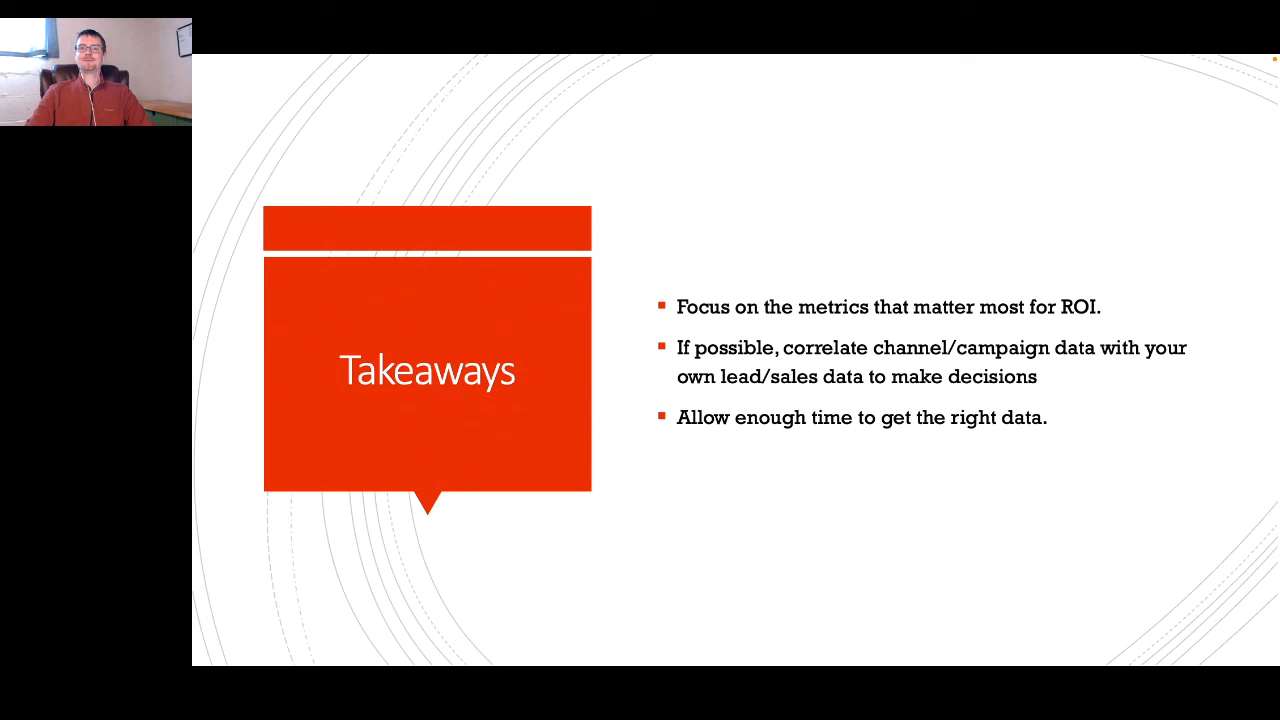 Takeaways
Focus on the metrics that matter most for ROI.
If possible, correlate channel/campaign data with your
own lead/sales data to make decisions
Allow enough time to get the right data.